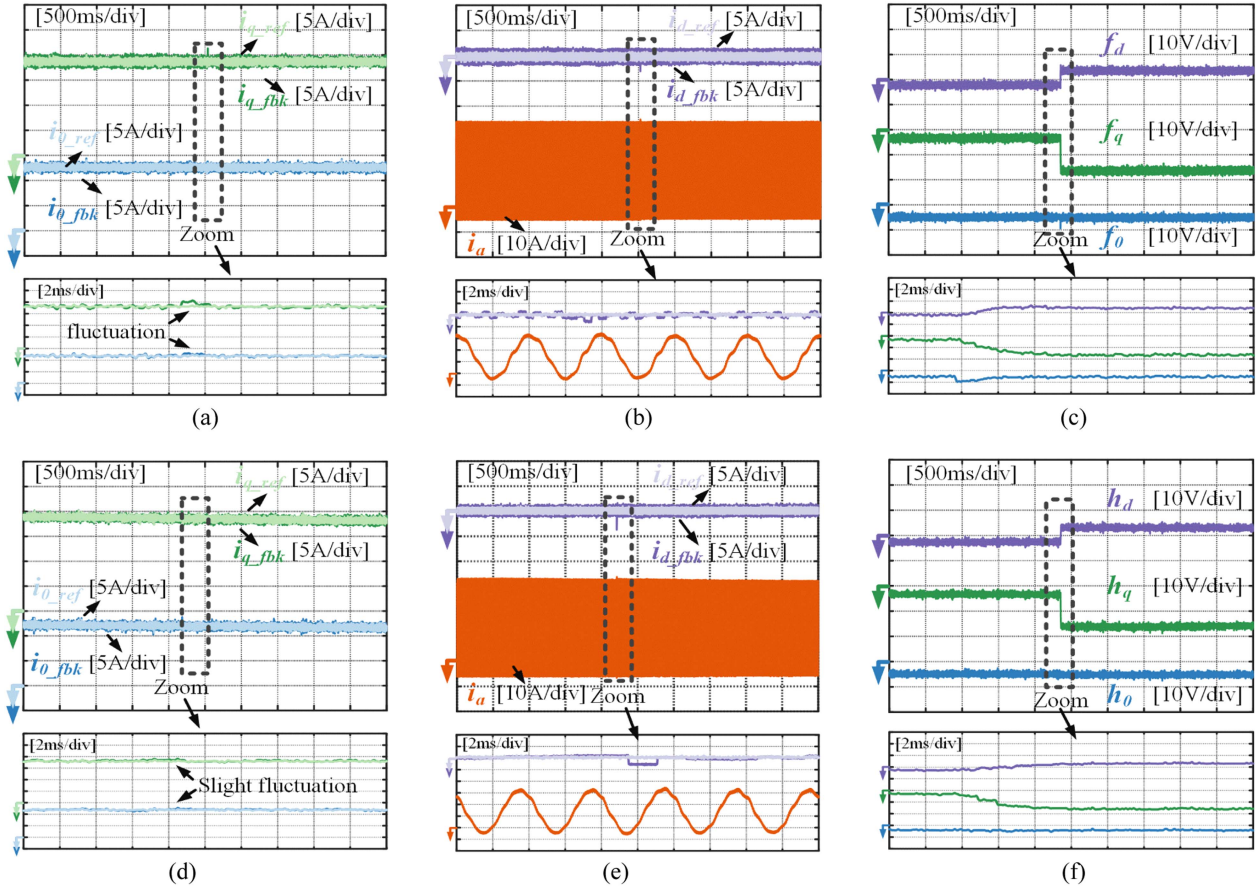 [500ms/div]
i_q_ref [5A/div]
i_q_fbk [5A/div]
i_0_ref [5A/div]
i_0_fbk [5A/div]
Zoom
[2ms/div]
fluctuation
(a)
[500ms/div]
i_d_ref [5A/div]
i_d_fbk [5A/div]
i_a [10A/div]
Zoom
[2ms/div]
(b)
[500ms/div]
f_d [10V/div]
f_q [10V/div]
f_0 [10V/div]
Zoom
[2ms/div]
(c)
[500ms/div]
i_q_ref [5A/div]
i_q_fbk [5A/div]
i_0_ref [5A/div]
i_0_fbk [5A/div]
Zoom
[2ms/div]
Slight fluctuation
(d)
[500ms/div]
i_d_ref [5A/div]
i_d_fbk [5A/div]
i_a [10A/div]
Zoom
[2ms/div]
(e)
[500ms/div]
h_d [10V/div]
h_q [10V/div]
h_0 [10V/div]
Zoom
[2ms/div]
(f)